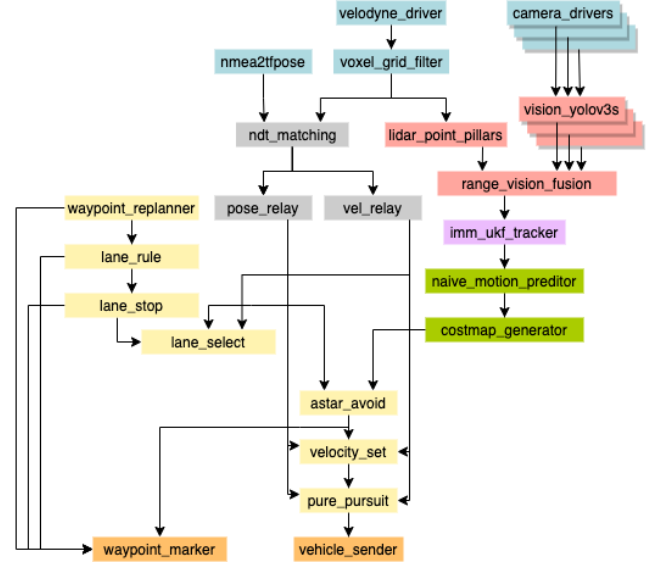 velodyne_driver
camera_drivers
nmea2tfpose
voxel_grid_filter
vision_yolov3s
ndt_matching
lidar_point_pillars
range_vision_fusion
waypoint_replanner
pose_relay
vel_relay
imm_ukf_tracker
lane_rule
naive_motion_preditor
lane_stop
costmap_generator
lane_select
astar_avoid
velocity_set
pure_pursuit
waypoint_marker
vehicle_sender